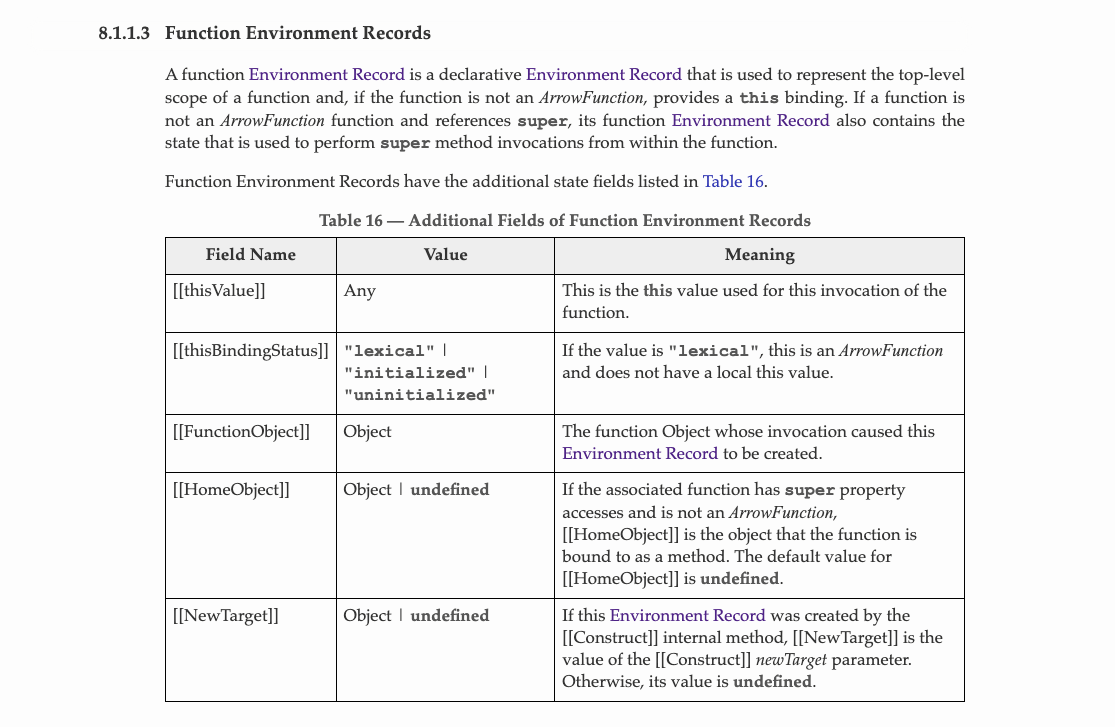 8.1.1.3 Function Environment Records
A function Environment Record is a declarative Environment Record that is used to represent the top-level
scope of a function and, if the function is not an ArrowFunction, provides a this binding. If a function is
not an ArrowFunction function and references super, its function Environment Record also contains the
state that is used to perform super method invocations from within the function.
Function Environment Records have the additional state fields listed in Table 16.
Table 16 — Additional Fields of Function Environment Records
Field Name Value Meaning
[[thisValue]] Any This is the this value used for this invocation of the
function.
[[thisBindingStatus]] "lexical" | If the value is "lexical", this is an ArrowFunction
"initialized" | and does not have a local this value.
"uninitialized"
[[FunctionObject]] Object The function Object whose invocation caused this
Environment Record to be created.
[[HomeObject]] Object | undefined If the associated function has super property
accesses and is not an ArrowFunction,
[[HomeObject]] is the object that the function is
bound to as a method. The default value for
[[HomeObject]] is undefined.
[[NewTarget]] Object | undefined If this Environment Record was created by the
[[Construct]] internal method, [[NewTarget]] is the
value of the [[Construct]] newTarget parameter.
Otherwise, its value is undefined.